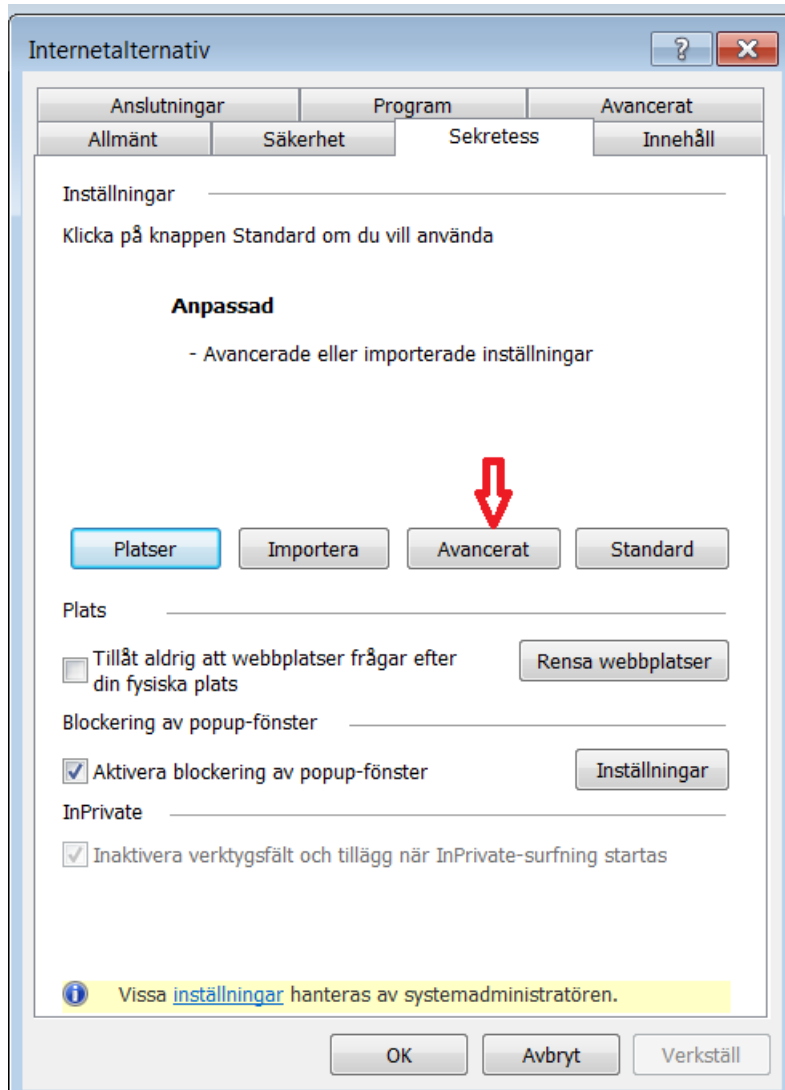 Internetalternativ
Anslutningar Program Avancerat
Allmänt Säkerhet Sekretess Innehåll
Inställningar
Klicka på knappen Standard om du vill använda
Anpassad
- Avancerade eller importerade inställningar
Platser Importera Avancerat Standard
Plats
Tillåt aldrig att webbplatser frågar efter
din fysiska plats
Rensa webbplatser
Blockering av popup-fönster
Aktivera blockering av popup-fönster Inställningar
InPrivate
Inaktivera verktygsfält och tillägg när InPrivate-surfning startas
Vissa inställningar hanteras av systemadministratören.
OK Avbryt Verkställ